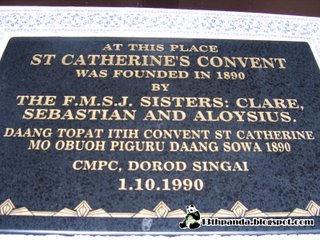 AT THIS PLACE
ST CATHERINE'S CONVENT
WAS FOUNDED IN 1890
BY
THE F.M.S.J. SISTERS: CLARE,
SEBASTIAN AND ALOYSIUS.
DAANG TOPAT ITIH CONVENT ST CATHERINE
MO OBUOH PIGURU DAANG SOWA 1890
CMPC, DOROD SINGAI
1.10.1990
13thpanda.blogspot.com